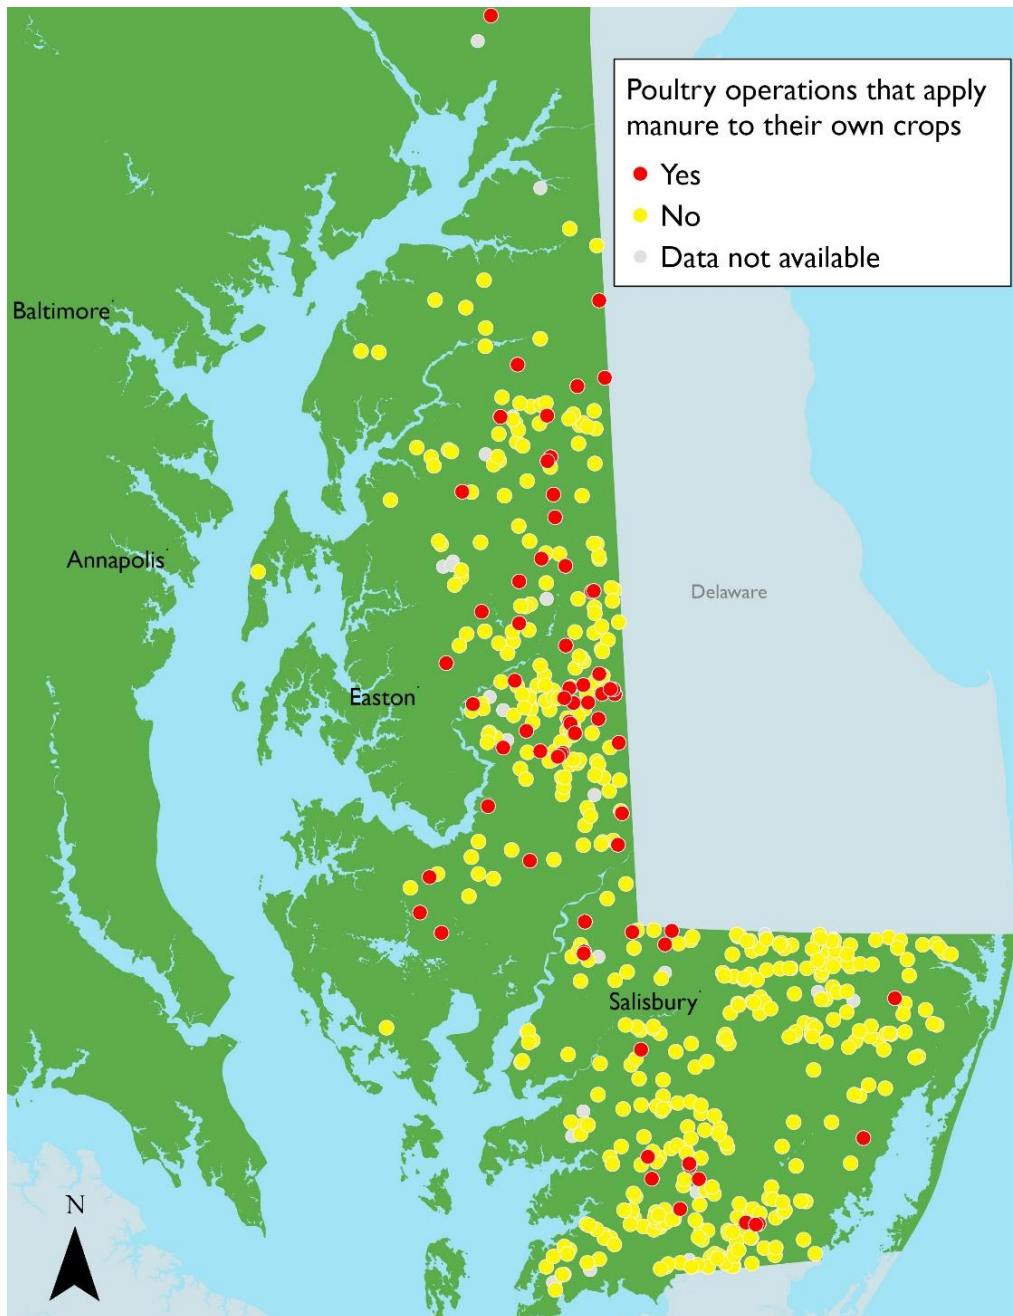 Poultry operations that apply
manure to their own crops
Yes
No
Data not available
Baltimore
Annapolis
Delaware
Easton
Salisbury
N